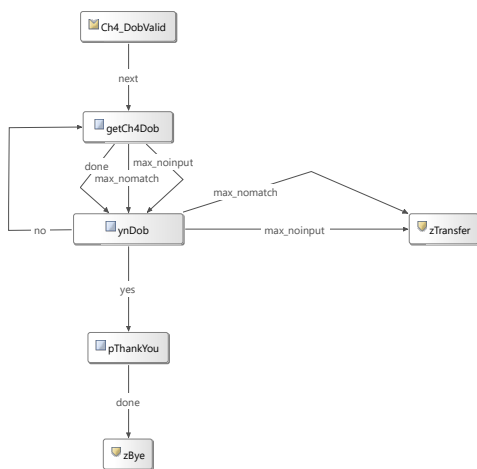 Ch4_DobValid
next
getCh4Dob
done
max_noinput
max_nomatch
max_nomatch
no
ynDob
max_noinput
zTransfer
yes
pThankYou
done
zBye